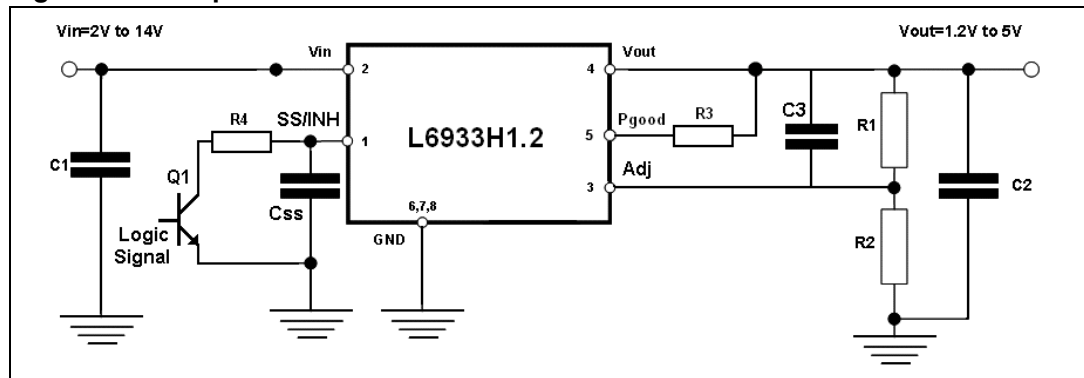 Vin=2V to 14V
Vout=1.2V to 5V
Vin
2
Vout
4
R4
SS/INH
1
L6933H1.2
Pgood
5
R3
C3
R1
C1
Q1
Css
Adj
3
C2
6,7,8
GND
Logic
Signal
R2